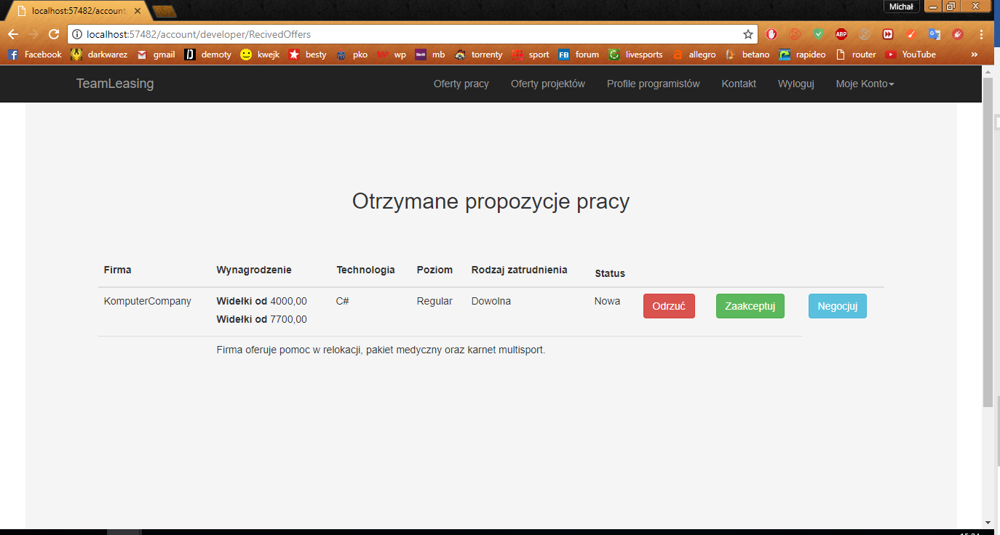 Michał
localhost:57482/account
localhost:57482/account/developer/RecivedOffers
ABP
Facebook darkwarez gmail demoty kwejk besty pko wp mb torrenty sport FB forum livesports allegro betano rapideo router YouTube »
TeamLeasing Oferty pracy Oferty projektów Profile programistów Kontakt Wyloguj Moje Konto
Otrzymane propozycje pracy
Firma Wynagrodzenie Technologia Poziom Rodzaj zatrudnienia Status
KomputerCompany Widełki od 4000,00 C# Regular Dowolna Nowa Odrzuć Zaakceptuj Negocjuj
Widełki od 7700,00
Firma oferuje pomoc w relokacji, pakiet medyczny oraz karnet multisport.